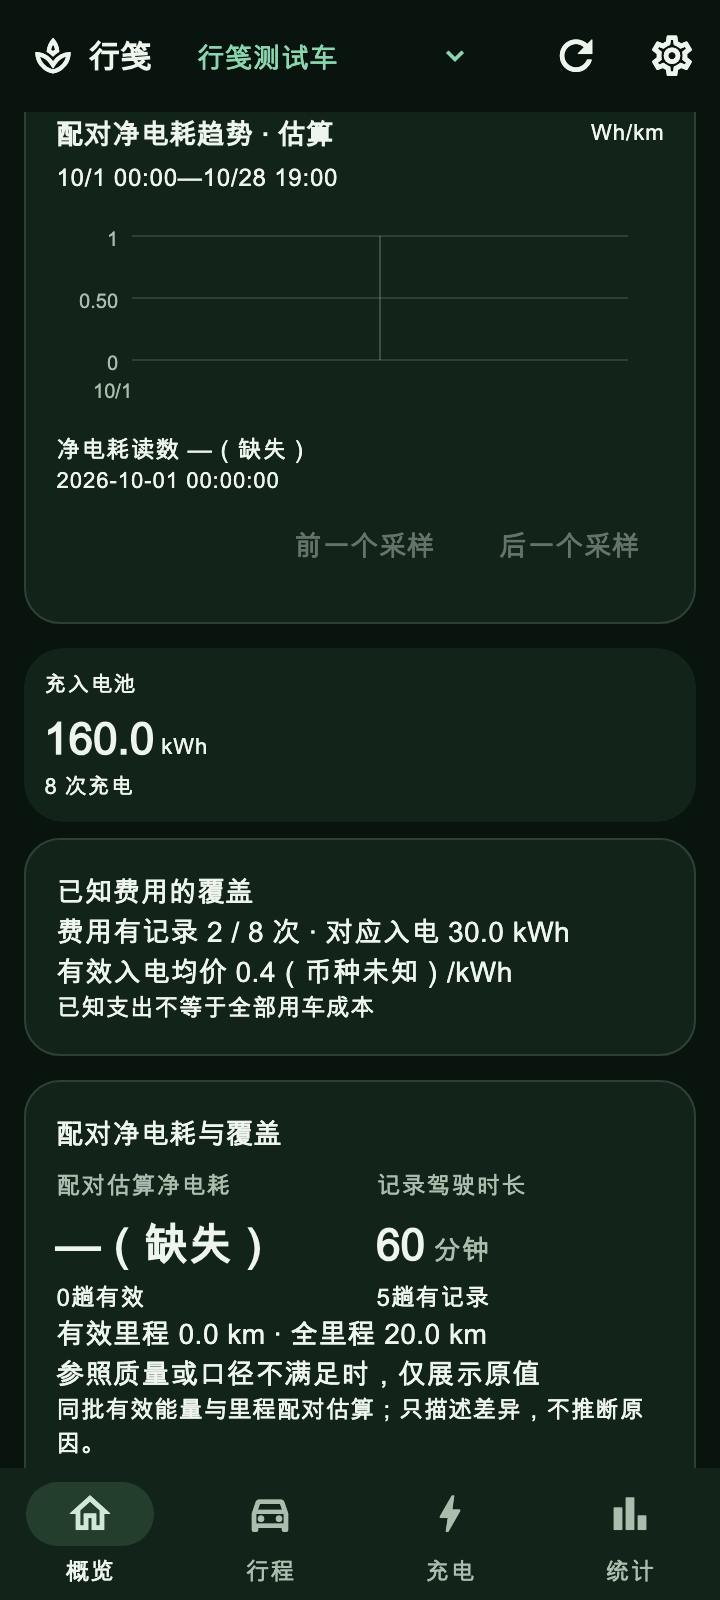 行笺 行笺测试车
配对净电耗趋势 · 估算 Wh/km
10/1 00:00—10/28 19:00
1
0.50
0
10/1
净电耗读数 —（缺失）
2026-10-01 00:00:00
前一个采样 后一个采样
充入电池
160.0 kWh
8 次充电
已知费用的覆盖
费用有记录 2 / 8 次 · 对应入电 30.0 kWh
有效入电均价 0.4（币种未知）/kWh
已知支出不等于全部用车成本
配对净电耗与覆盖
配对估算净电耗 记录驾驶时长
—（缺失） 60 分钟
0趟有效 5趟有记录
有效里程 0.0 km · 全里程 20.0 km
参照质量或口径不满足时，仅展示原值
同批有效能量与里程配对估算；只描述差异，不推断原
因。
概览 行程 充电 统计